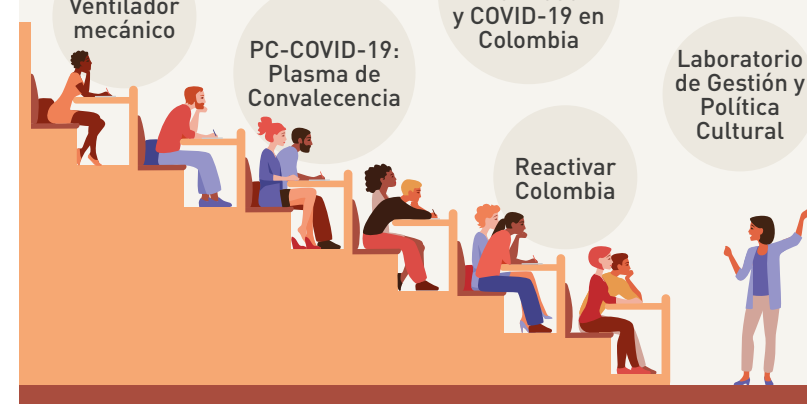 Ventilador
mecánico
PC-COVID-19:
Plasma de
Convalecencia
y COVID-19 en
Colombia
Laboratorio
de Gestión y
Política
Cultural
Reactivar
Colombia